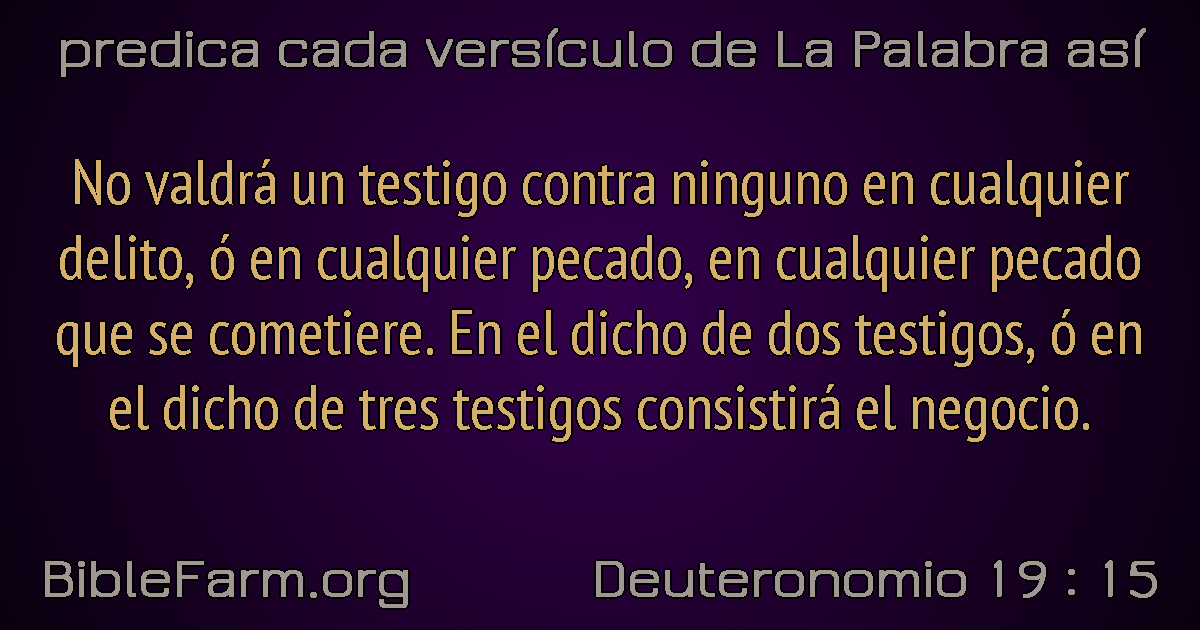 predica cada versículo de La Palabra así
No valdrá un testigo contra ninguno en cualquier
delito, ó en cualquier pecado, en cualquier pecado
que se cometiere. En el dicho de dos testigos, ó en
el dicho de tres testigos consistirá el negocio.
BibleFarm.org Deuteronomio 19 : 15